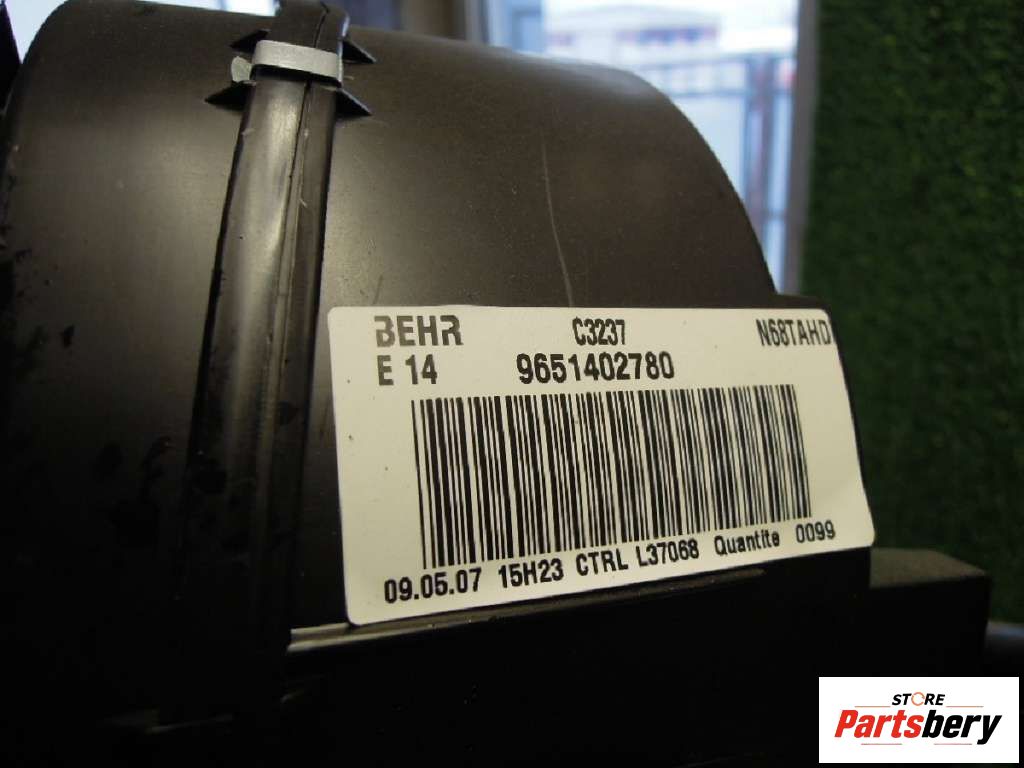 BEHR C3237 N68TAHD
E 14 9651402780
09.05.07 15H23 CTRL L37068 Quantite 0099
STORE
Partsbery